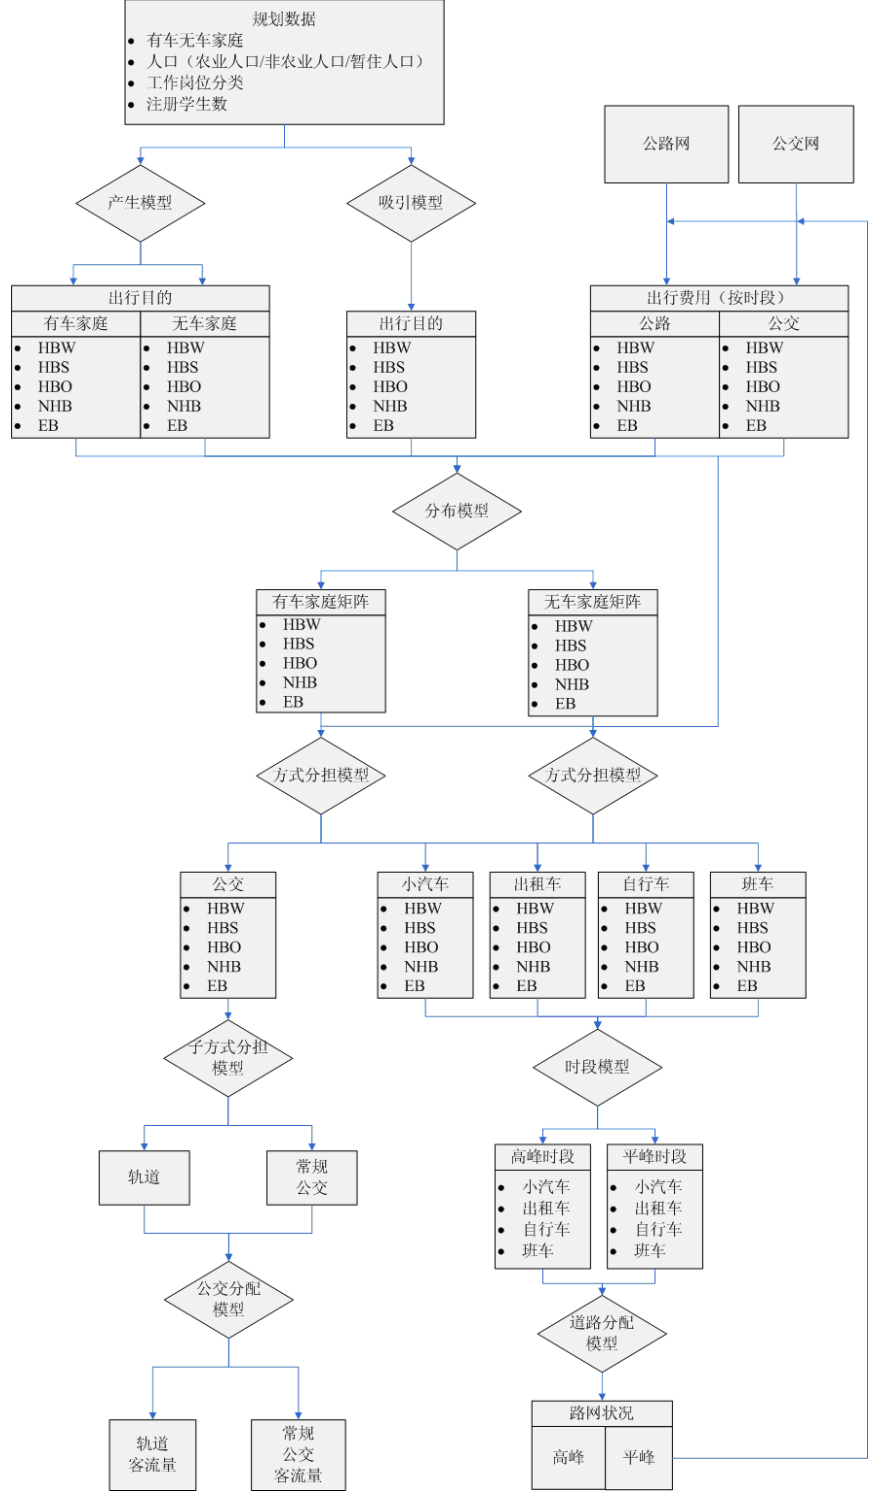 规划数据
有车无车家庭
人口（农业人口/非农业人口/暂住人口）
工作岗位分类
注册学生数
公路网
公交网
产生模型
吸引模型
出行目的
有车家庭
HBW
HBS
HBO
NHB
EB
无车家庭
HBW
HBS
HBO
NHB
EB
出行目的
HBW
HBS
HBO
NHB
EB
出行费用（按时段）
公路
HBW
HBS
HBO
NHB
EB
公交
HBW
HBS
HBO
NHB
EB
分布模型
有车家庭矩阵
HBW
HBS
HBO
NHB
EB
无车家庭矩阵
HBW
HBS
HBO
NHB
EB
方式分担模型
方式分担模型
公交
HBW
HBS
HBO
NHB
EB
小汽车
HBW
HBS
HBO
NHB
EB
出租车
HBW
HBS
HBO
NHB
EB
自行车
HBW
HBS
HBO
NHB
EB
班车
HBW
HBS
HBO
NHB
EB
子方式分担
模型
时段模型
轨道
常规
公交
高峰时段
小汽车
出租车
自行车
班车
平峰时段
小汽车
出租车
自行车
班车
公交分配
模型
道路分配
模型
轨道
客流量
常规
公交
客流量
路网状况
高峰
平峰